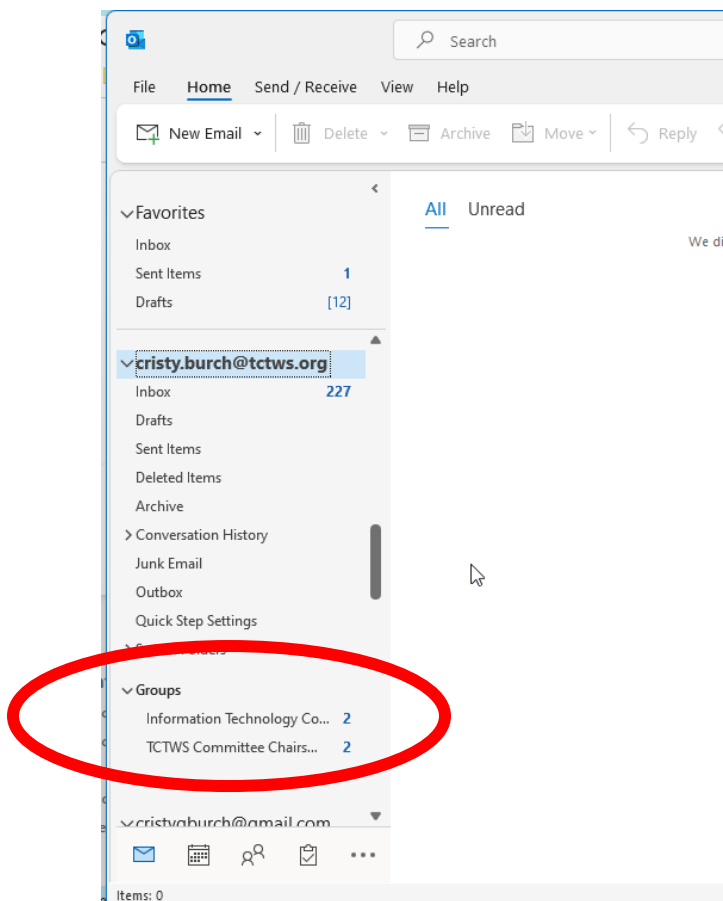 Search
File Home Send / Receive View Help
New Email Delete Archive Move Reply
Favorites
Inbox
Sent Items 1
Drafts [12]
All Unread
We di
cristy.burch@tctws.org
Inbox 227
Drafts
Sent Items
Deleted Items
Archive
Conversation History
Junk Email
Outbox
Quick Step Settings
Groups
Information Technology Co... 2
TCTWS Committee Chairs... 2
cristygburch@gmail.com
Items: 0